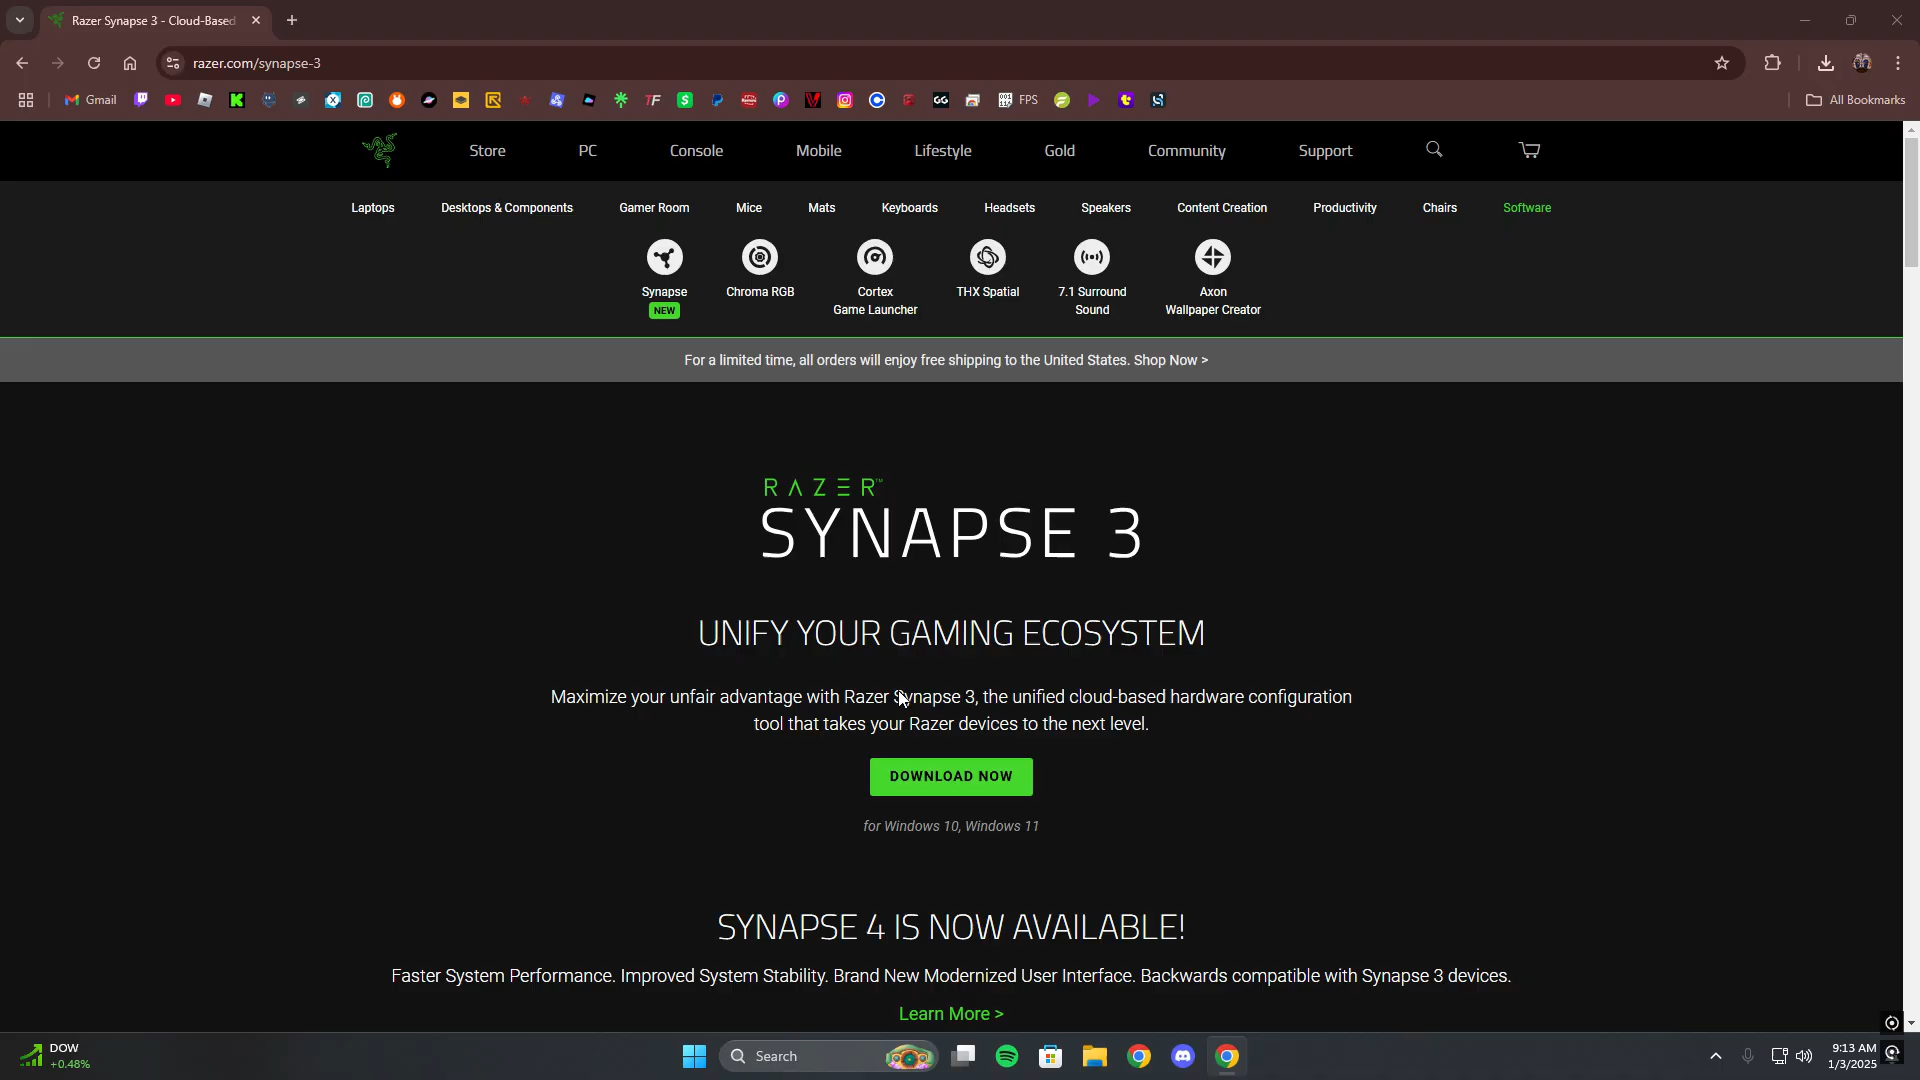 Razer Synapse 3 - Cloud-Based
razer.com/synapse-3
Gmail
TF
GG
FPS
All Bookmarks
Store
PC
Console
Mobile
Lifestyle
Gold
Community
Support
Laptops
Desktops & Components
Gamer Room
Mice
Mats
Keyboards
Headsets
Speakers
Content Creation
Productivity
Chairs
Software
Synapse
NEW
Chroma RGB
Cortex
Game Launcher
THX Spatial
7.1 Surround
Sound
Axon
Wallpaper Creator
For a limited time, all orders will enjoy free shipping to the United States. Shop Now >
RAZER™
SYNAPSE 3
UNIFY YOUR GAMING ECOSYSTEM
Maximize your unfair advantage with Razer Synapse 3, the unified cloud-based hardware configuration
tool that takes your Razer devices to the next level.
DOWNLOAD NOW
for Windows 10, Windows 11
SYNAPSE 4 IS NOW AVAILABLE!
Faster System Performance. Improved System Stability. Brand New Modernized User Interface. Backwards compatible with Synapse 3 devices.
Learn More >
DOW
+0.48%
Search
9:13 AM
1/3/2025